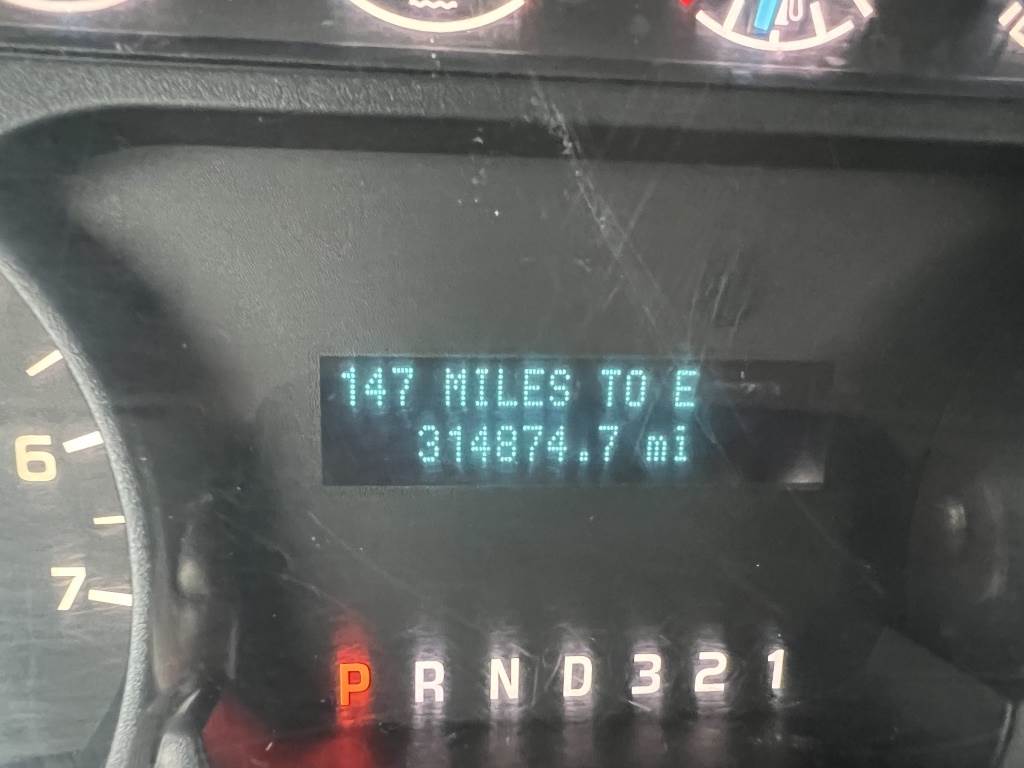 147 MILES TO E
314874.7 mi
6
7
P R N D 3 2 1